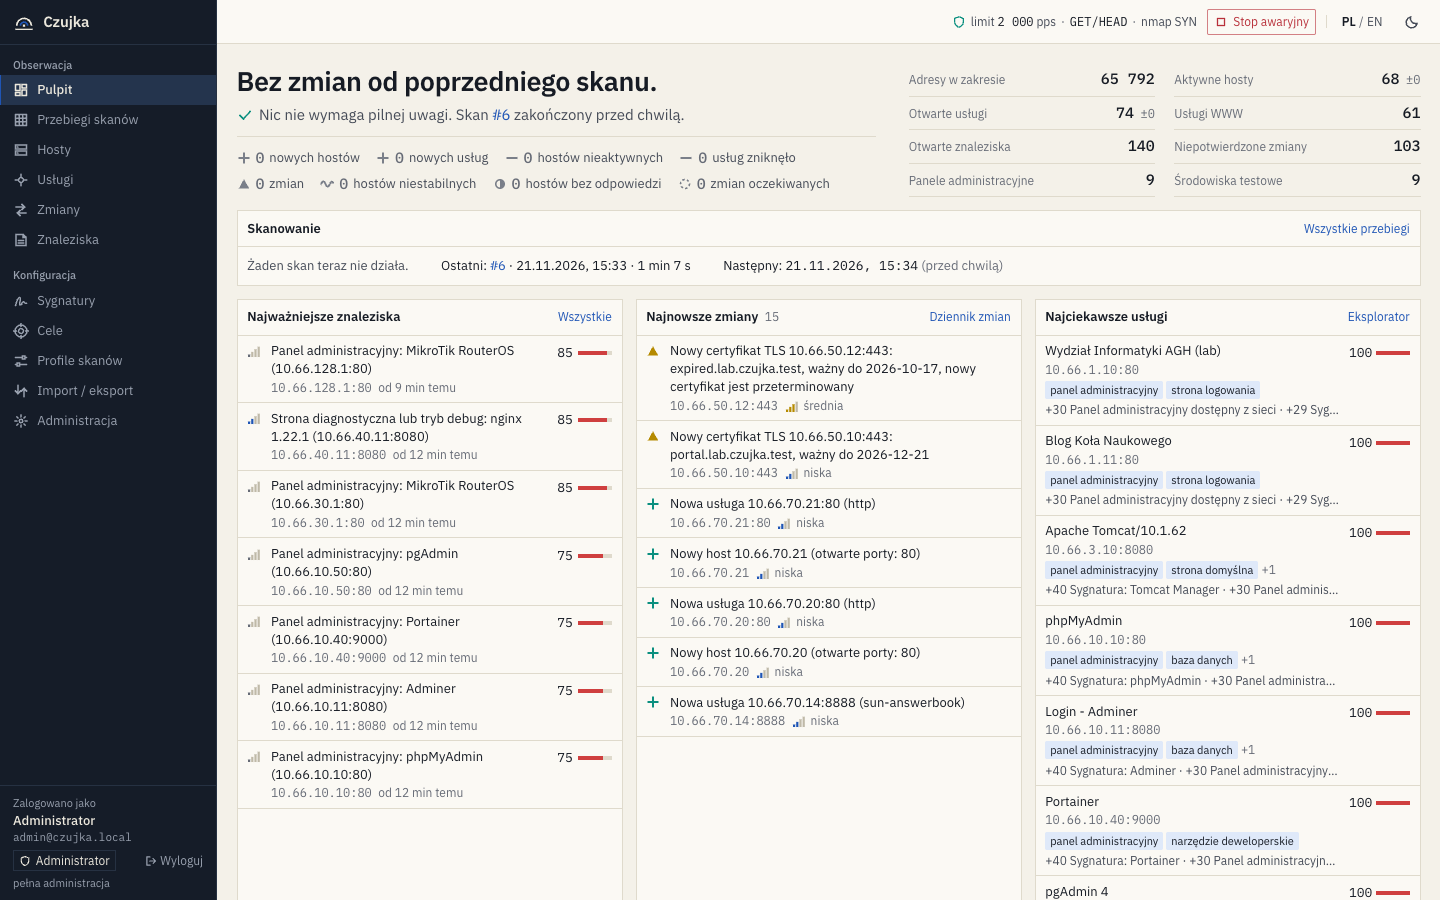 Czujka
Obserwacja
Pulpit
Przebiegi skanów
Hosty
Usługi
Zmiany
Znaleziska
Konfiguracja
Sygnatury
Cele
Profile skanów
Import / eksport
Administracja
Zalogowano jako
Administrator
admin@czujka.local
Administrator
Wyloguj
pełna administracja
limit 2 000 pps · GET/HEAD · nmap SYN
Stop awaryjny
PL / EN
Bez zmian od poprzedniego skanu.
Nic nie wymaga pilnej uwagi. Skan #6 zakończony przed chwilą.
0 nowych hostów
0 nowych usług
0 hostów nieaktywnych
0 usług zniknęło
0 zmian
0 hostów niestabilnych
0 hostów bez odpowiedzi
0 zmian oczekiwanych
Adresy w zakresie 65 792
Aktywne hosty 68 ±0
Otwarte usługi 74 ±0
Usługi WWW 61
Otwarte znaleziska 140
Niepotwierdzone zmiany 103
Panele administracyjne 9
Środowiska testowe 9
Skanowanie
Wszystkie przebiegi
Żaden skan teraz nie działa.
Ostatni: #6 · 21.11.2026, 15:33 · 1 min 7 s
Następny: 21.11.2026, 15:34 (przed chwilą)
Najważniejsze znaleziska
Wszystkie
Panel administracyjny: MikroTik RouterOS
(10.66.128.1:80)
85
10.66.128.1:80 od 9 min temu
Strona diagnostyczna lub tryb debug: nginx
1.22.1 (10.66.40.11:8080)
85
10.66.40.11:8080 od 12 min temu
Panel administracyjny: MikroTik RouterOS
(10.66.30.1:80)
85
10.66.30.1:80 od 12 min temu
Panel administracyjny: pgAdmin
(10.66.10.50:80)
75
10.66.10.50:80 od 12 min temu
Panel administracyjny: Portainer
(10.66.10.40:9000)
75
10.66.10.40:9000 od 12 min temu
Panel administracyjny: Adminer
(10.66.10.11:8080)
75
10.66.10.11:8080 od 12 min temu
Panel administracyjny: phpMyAdmin
(10.66.10.10:80)
75
10.66.10.10:80 od 12 min temu
Najnowsze zmiany 15
Dziennik zmian
Nowy certyfikat TLS 10.66.50.12:443:
expired.lab.czujka.test, ważny do 2026-10-17, nowy
certyfikat jest przeterminowany
10.66.50.12:443 średnia
Nowy certyfikat TLS 10.66.50.10:443:
portal.lab.czujka.test, ważny do 2026-12-21
10.66.50.10:443 niska
Nowa usługa 10.66.70.21:80 (http)
10.66.70.21:80 niska
Nowy host 10.66.70.21 (otwarte porty: 80)
10.66.70.21 niska
Nowa usługa 10.66.70.20:80 (http)
10.66.70.20:80 niska
Nowy host 10.66.70.20 (otwarte porty: 80)
10.66.70.20 niska
Nowa usługa 10.66.70.14:8888 (sun-answerbook)
10.66.70.14:8888 niska
Najciekawsze usługi
Eksplorator
Wydział Informatyki AGH (lab)
100
10.66.1.10:80
panel administracyjny strona logowania
+30 Panel administracyjny dostępny z sieci · +29 Syg…
Blog Koła Naukowego
100
10.66.1.11:80
panel administracyjny strona logowania
+30 Panel administracyjny dostępny z sieci · +29 Syg…
Apache Tomcat/10.1.62
100
10.66.3.10:8080
panel administracyjny strona domyślna +1
+40 Sygnatura: Tomcat Manager · +30 Panel adminis…
phpMyAdmin
100
10.66.10.10:80
panel administracyjny baza danych +1
+40 Sygnatura: phpMyAdmin · +30 Panel administra…
Login - Adminer
100
10.66.10.11:8080
panel administracyjny baza danych +1
+40 Sygnatura: Adminer · +30 Panel administracyjny…
Portainer
100
10.66.10.40:9000
panel administracyjny narzędzie deweloperskie
+40 Sygnatura: Portainer · +30 Panel administracyjn…
pgAdmin 4
100